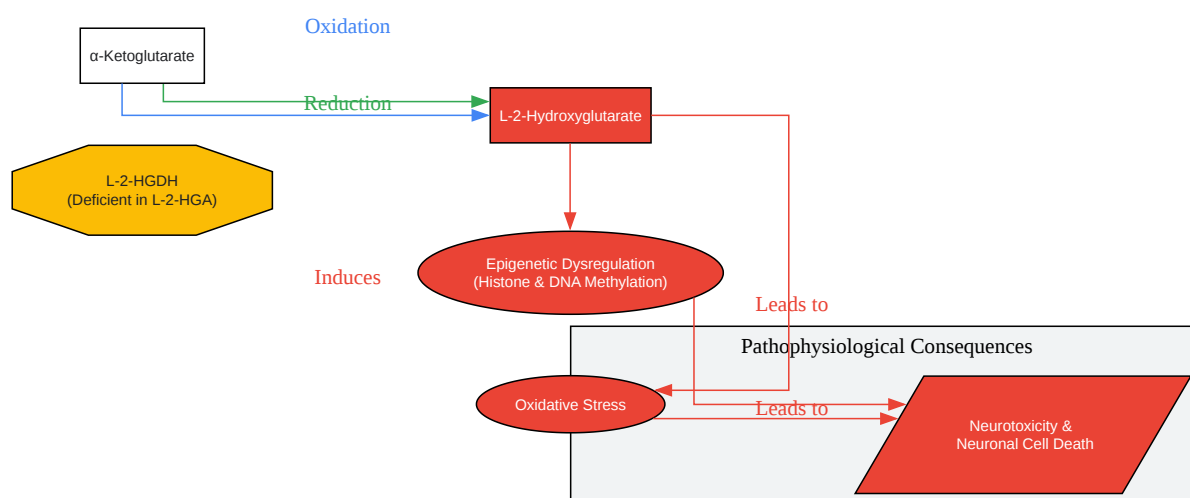 Oxidation
α-Ketoglutarate
Reduction
L-2-Hydroxyglutarate
L-2-HGDH
(Deficient in L-2-HGA)
Epigenetic Dysregulation
(Histone & DNA Methylation)
Induces
Leads to
Pathophysiological Consequences
Oxidative Stress
Leads to
Neurotoxicity &
Neuronal Cell Death